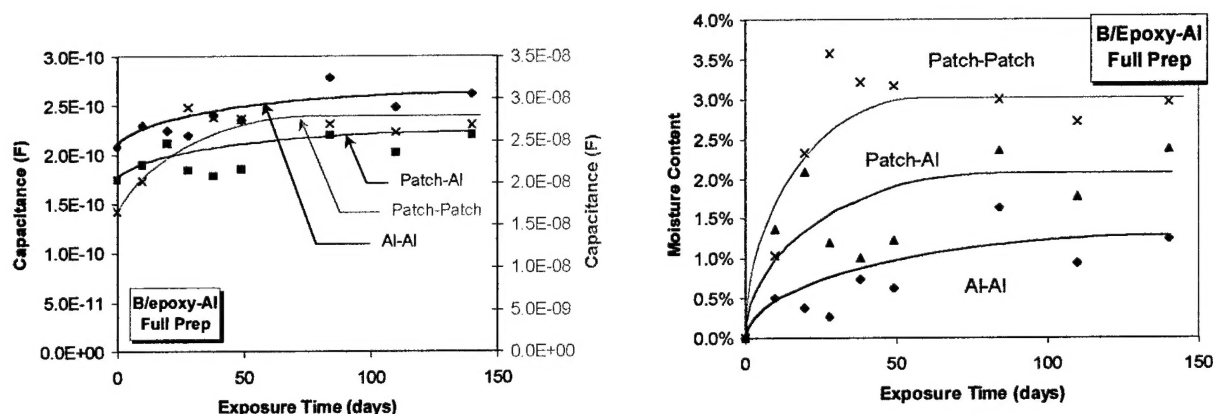 3.0E-10
2.5E-10
2.0E-10
1.5E-10
1.0E-10
5.0E-11
0.0E+00
Capacitance (F)
3.5E-08
3.0E-08
2.5E-08
2.0E-08
1.5E-08
1.0E-08
5.0E-09
0.0E+00
Capacitance (F)
Patch-Al
Patch-Patch
Al-Al
B/epoxy-Al
Full Prep
0
50
100
150
Exposure Time (days)
4.0%
3.5%
3.0%
2.5%
2.0%
1.5%
1.0%
0.5%
0.0%
Moisture Content
B/Epoxy-Al
Full Prep
Patch-Patch
Patch-Al
Al-Al
0
50
100
150
Exposure Time (days)